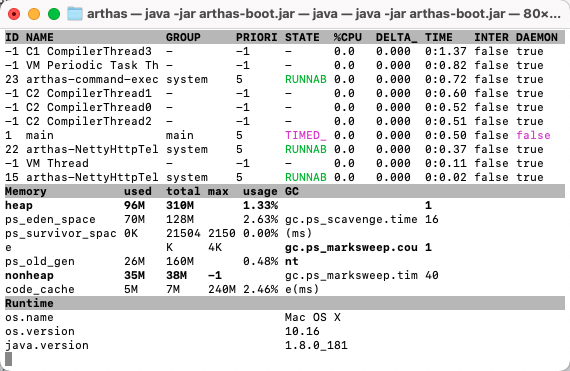 arthas — java -jar arthas-boot.jar — java — java -jar arthas-boot.jar — 80×...
ID NAME GROUP PRIORI STATE %CPU DELTA_ TIME INTER DAEMON
-1 C1 CompilerThread3 - -1 - 0.0 0.000 0:1.37 false true
-1 VM Periodic Task Th - -1 - 0.0 0.000 0:0.82 false true
23 arthas-command-exec system 5 RUNNAB 0.0 0.000 0:0.72 false true
-1 C2 CompilerThread1 - -1 - 0.0 0.000 0:0.60 false true
-1 C2 CompilerThread0 - -1 - 0.0 0.000 0:0.52 false true
-1 C2 CompilerThread2 - -1 - 0.0 0.000 0:0.51 false true
1 main main 5 TIMED_ 0.0 0.000 0:0.50 false false
22 arthas-NettyHttpTel system 5 RUNNAB 0.0 0.000 0:0.37 false true
-1 VM Thread - -1 - 0.0 0.000 0:0.11 false true
15 arthas-NettyHttpTel system 5 RUNNAB 0.0 0.000 0:0.02 false true
Memory used total max usage GC
heap 96M 310M 1.33% 1
ps_eden_space 70M 128M 2.63% gc.ps_scavenge.time 16
ps_survivor_spac 0K 21504 2150 0.00% (ms)
e K 4K gc.ps_marksweep.cou 1
ps_old_gen 26M 160M 0.48% nt
nonheap 35M 38M -1 gc.ps_marksweep.tim 40
code_cache 5M 7M 240M 2.46% e(ms)
Runtime
os.name Mac OS X
os.version 10.16
java.version 1.8.0_181